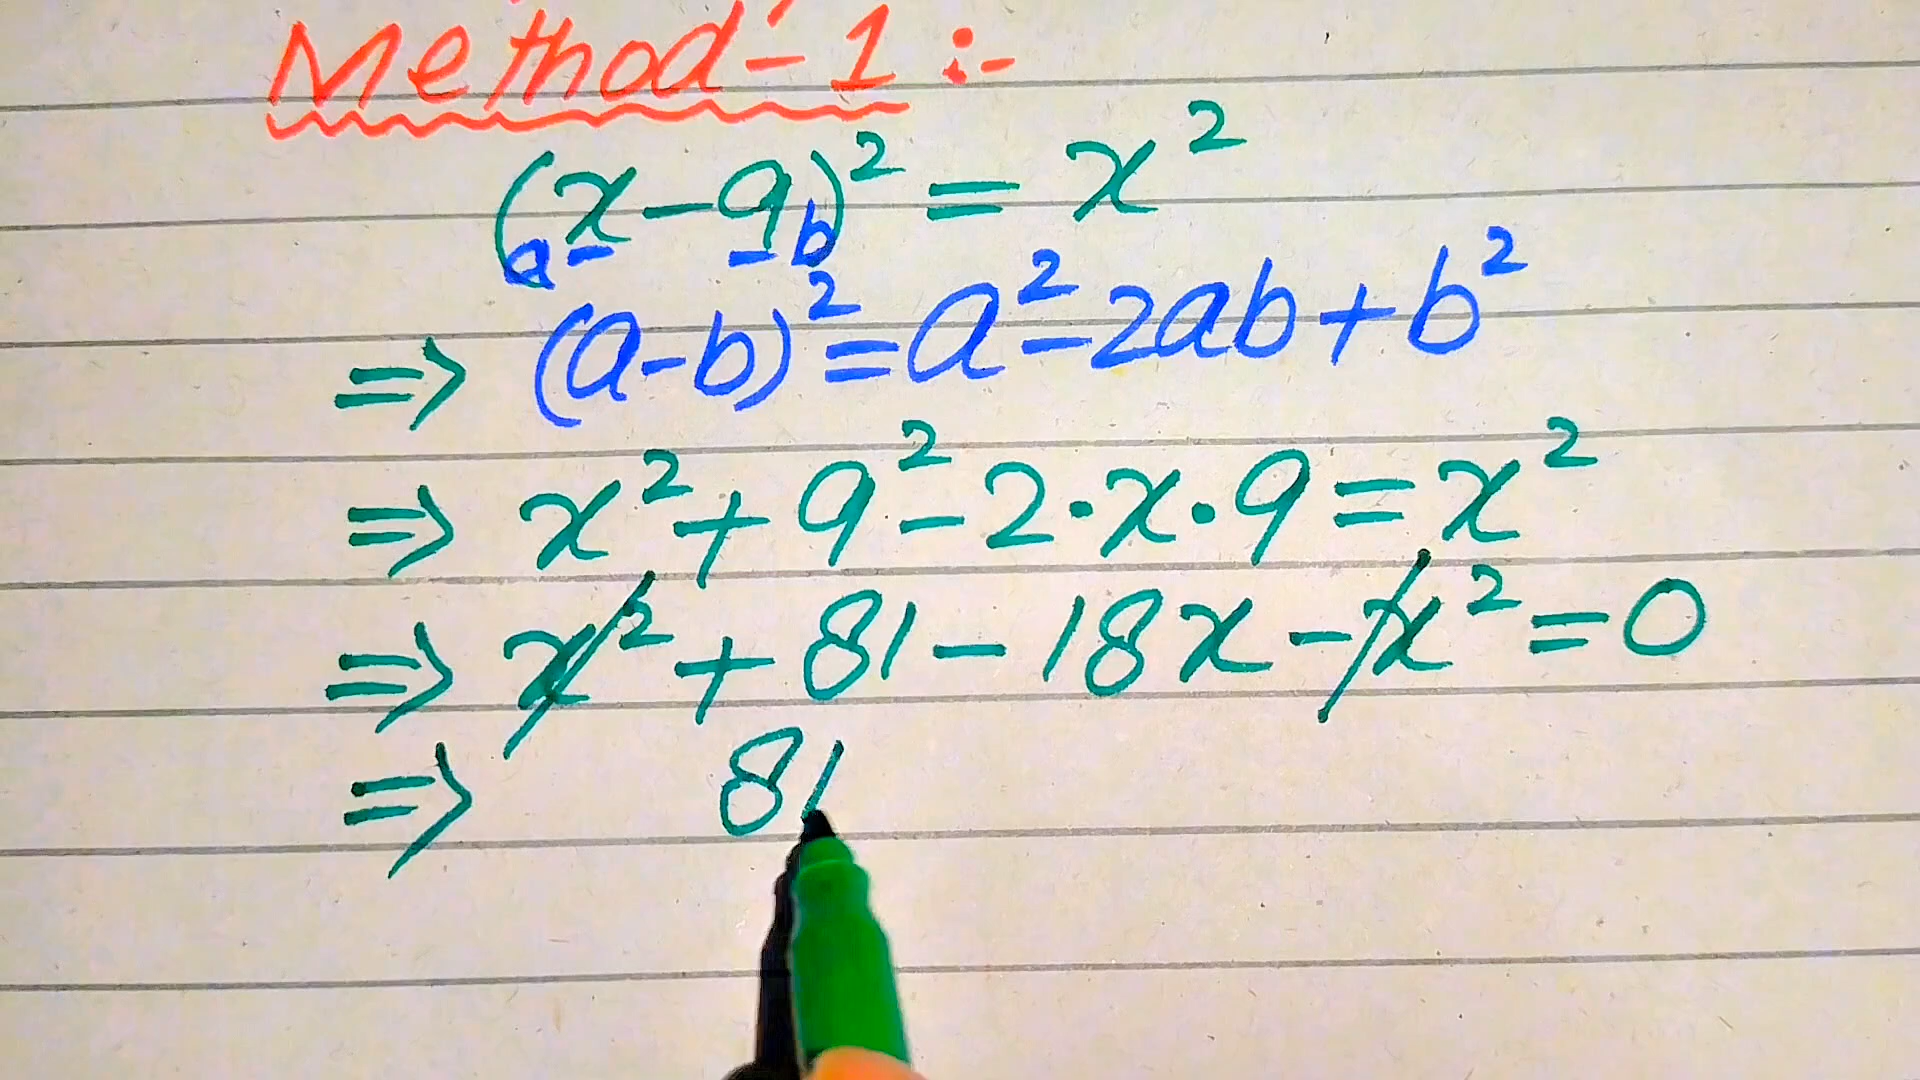 Method-1 :-
(x-9)² = x²
a b
⇒ (a-b)² = a² - 2ab + b²
⇒ x² + 9² - 2·x·9 = x²
⇒ x² + 81 - 18x - x² = 0
⇒ 81